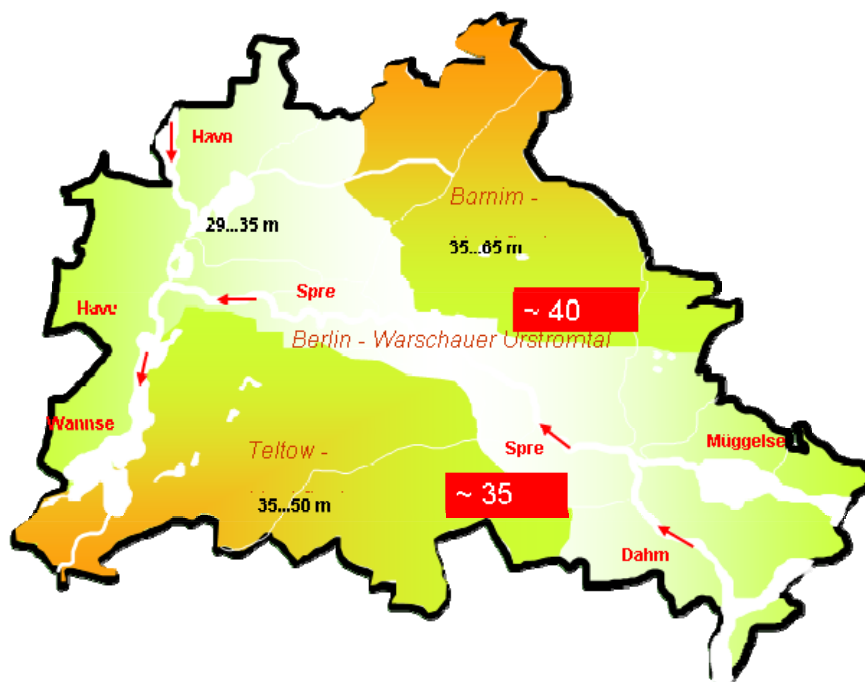 Have
Barnim -
29...35 m
35...65 m
Spre
Have
~ 40
Berlin - Warschauer Urstromtal
Wannse
Müggelse
Teltow -
Spre
~ 35
35...50 m
Dahm